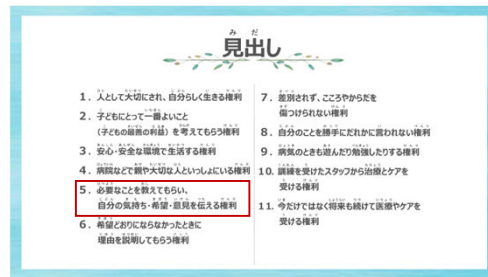 見出し
1. 人として大切にされ、自分らしく生きる権利
2. 子どもにとって一番よいこと
(子どもの最善の利益) を考えてもらう権利
3. 安心・安全な環境で生活する権利
4. 病院などで親や大切な人といっしょにいる権利
5. 必要なことを教えてもらい、
自分の気持ち・希望・意見を伝える権利
6. 希望どおりにならなかったときに
理由を説明してもらう権利
7. 差別されず、こころやからだを
傷つけられない権利
8. 自分のことを勝手にだれかに言われない権利
9. 病気のときも遊んだり勉強したりする権利
10. 訓練を受けたスタッフから治療とケアを
受ける権利
11. 今だけではなく将来も続けて医療やケアを
受ける権利